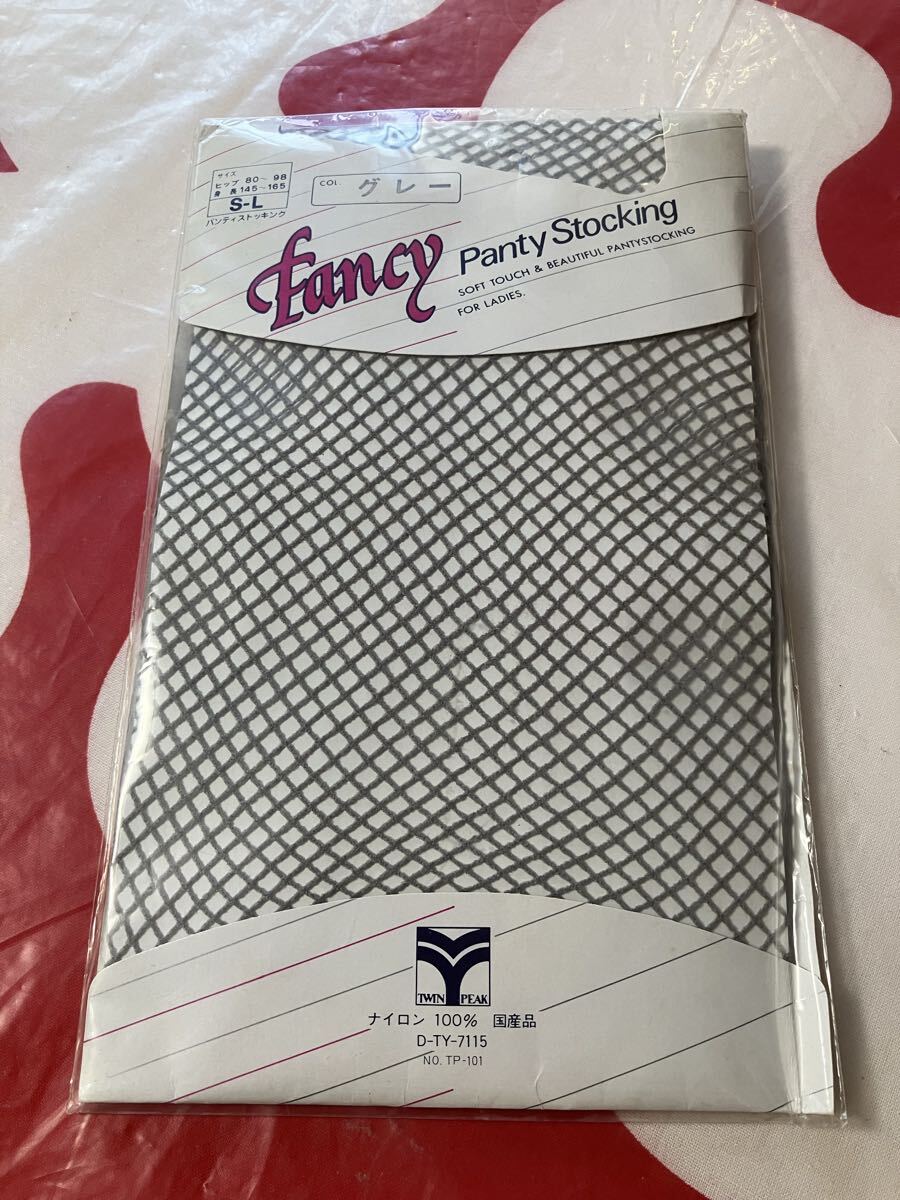 サイズ
ヒップ 80〜98
身長 145〜165
S-L
パンティストッキング
COL. グレー
fancy Panty Stocking
SOFT TOUCH & BEAUTIFUL PANTYSTOCKING
FOR LADIES.
TWIN PEAK
ナイロン 100% 国産品
D-TY-7115
NO. TP-101